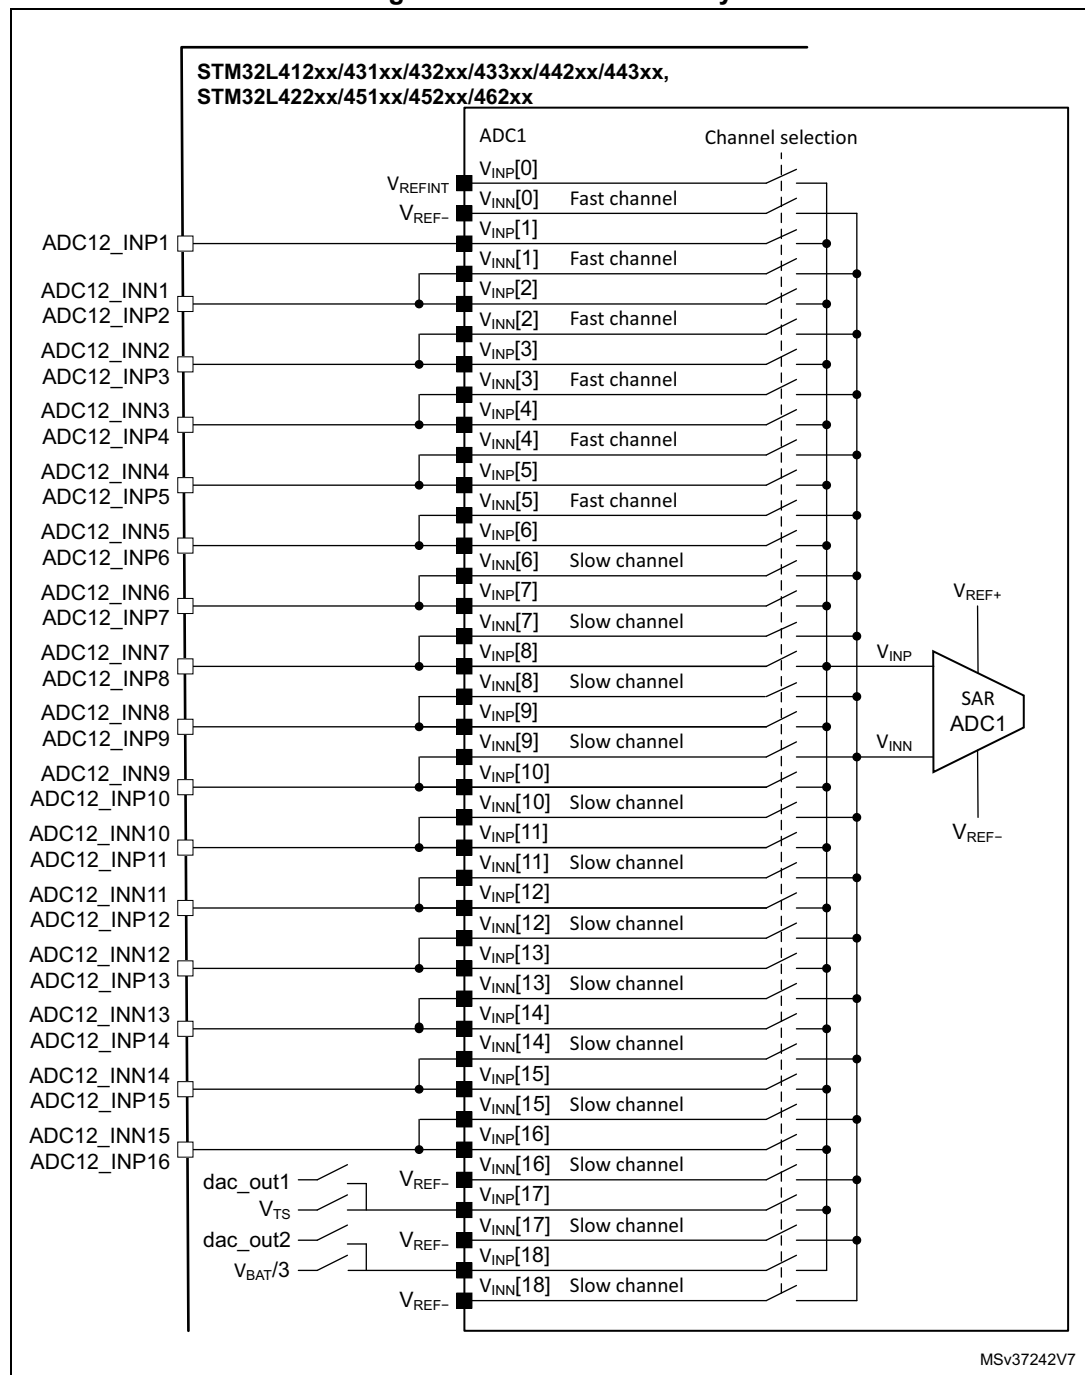 STM32L412xx/431xx/432xx/433xx/442xx/443xx,
STM32L422xx/451xx/452xx/462xx
ADC1
Channel selection
VREFINT
VINP[0]
VREF–
VINN[0] Fast channel
ADC12_INP1
VINP[1]
VINN[1] Fast channel
ADC12_INN1
ADC12_INP2
VINP[2]
VINN[2] Fast channel
ADC12_INN2
ADC12_INP3
VINP[3]
VINN[3] Fast channel
ADC12_INN3
ADC12_INP4
VINP[4]
VINN[4] Fast channel
ADC12_INN4
ADC12_INP5
VINP[5]
VINN[5] Fast channel
ADC12_INN5
ADC12_INP6
VINP[6]
VINN[6] Slow channel
ADC12_INN6
ADC12_INP7
VINP[7]
VINN[7] Slow channel
ADC12_INN7
ADC12_INP8
VINP[8]
VINN[8] Slow channel
ADC12_INN8
ADC12_INP9
VINP[9]
VINN[9] Slow channel
ADC12_INN9
ADC12_INP10
VINP[10]
VINN[10] Slow channel
ADC12_INN10
ADC12_INP11
VINP[11]
VINN[11] Slow channel
ADC12_INN11
ADC12_INP12
VINP[12]
VINN[12] Slow channel
ADC12_INN12
ADC12_INP13
VINP[13]
VINN[13] Slow channel
ADC12_INN13
ADC12_INP14
VINP[14]
VINN[14] Slow channel
ADC12_INN14
ADC12_INP15
VINP[15]
VINN[15] Slow channel
ADC12_INN15
ADC12_INP16
VINP[16]
VREF–
VINN[16] Slow channel
dac_out1
VTS
VINP[17]
VREF–
VINN[17] Slow channel
dac_out2
VBAT/3
VINP[18]
VREF–
VINN[18] Slow channel
VREF+
VINP
SAR
ADC1
VINN
VREF–
MSv37242V7